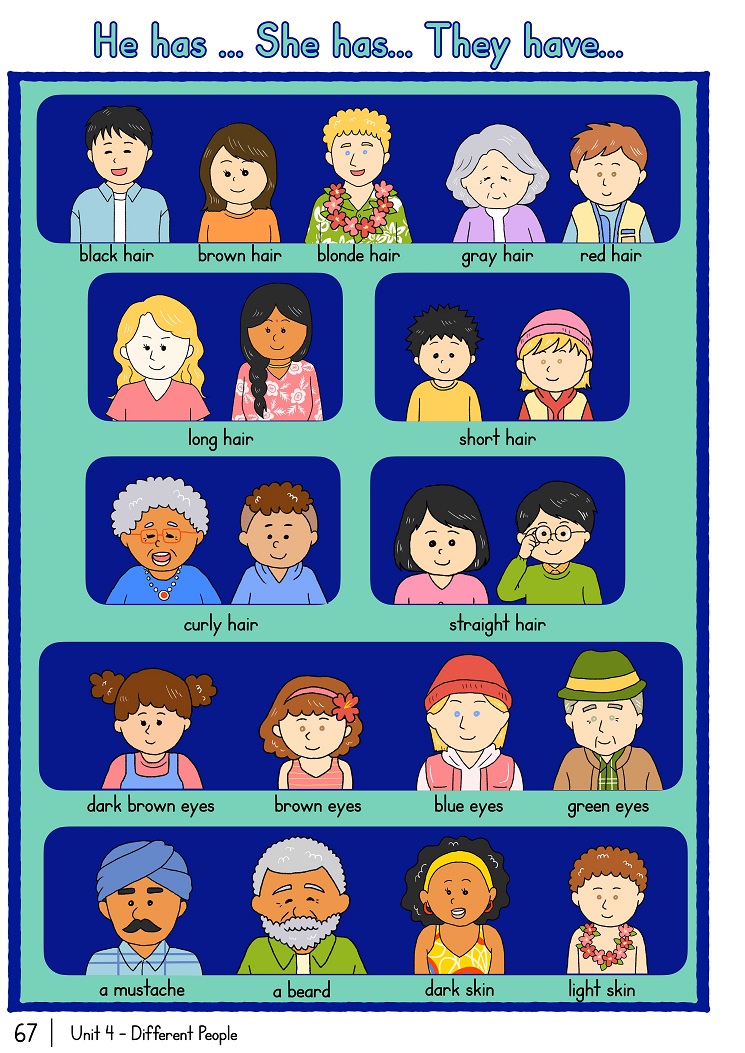 He has ... She has... They have...
black hair
brown hair
blonde hair
gray hair
red hair
long hair
short hair
curly hair
straight hair
dark brown eyes
brown eyes
blue eyes
green eyes
a mustache
a beard
dark skin
light skin
67 | Unit 4 – Different People